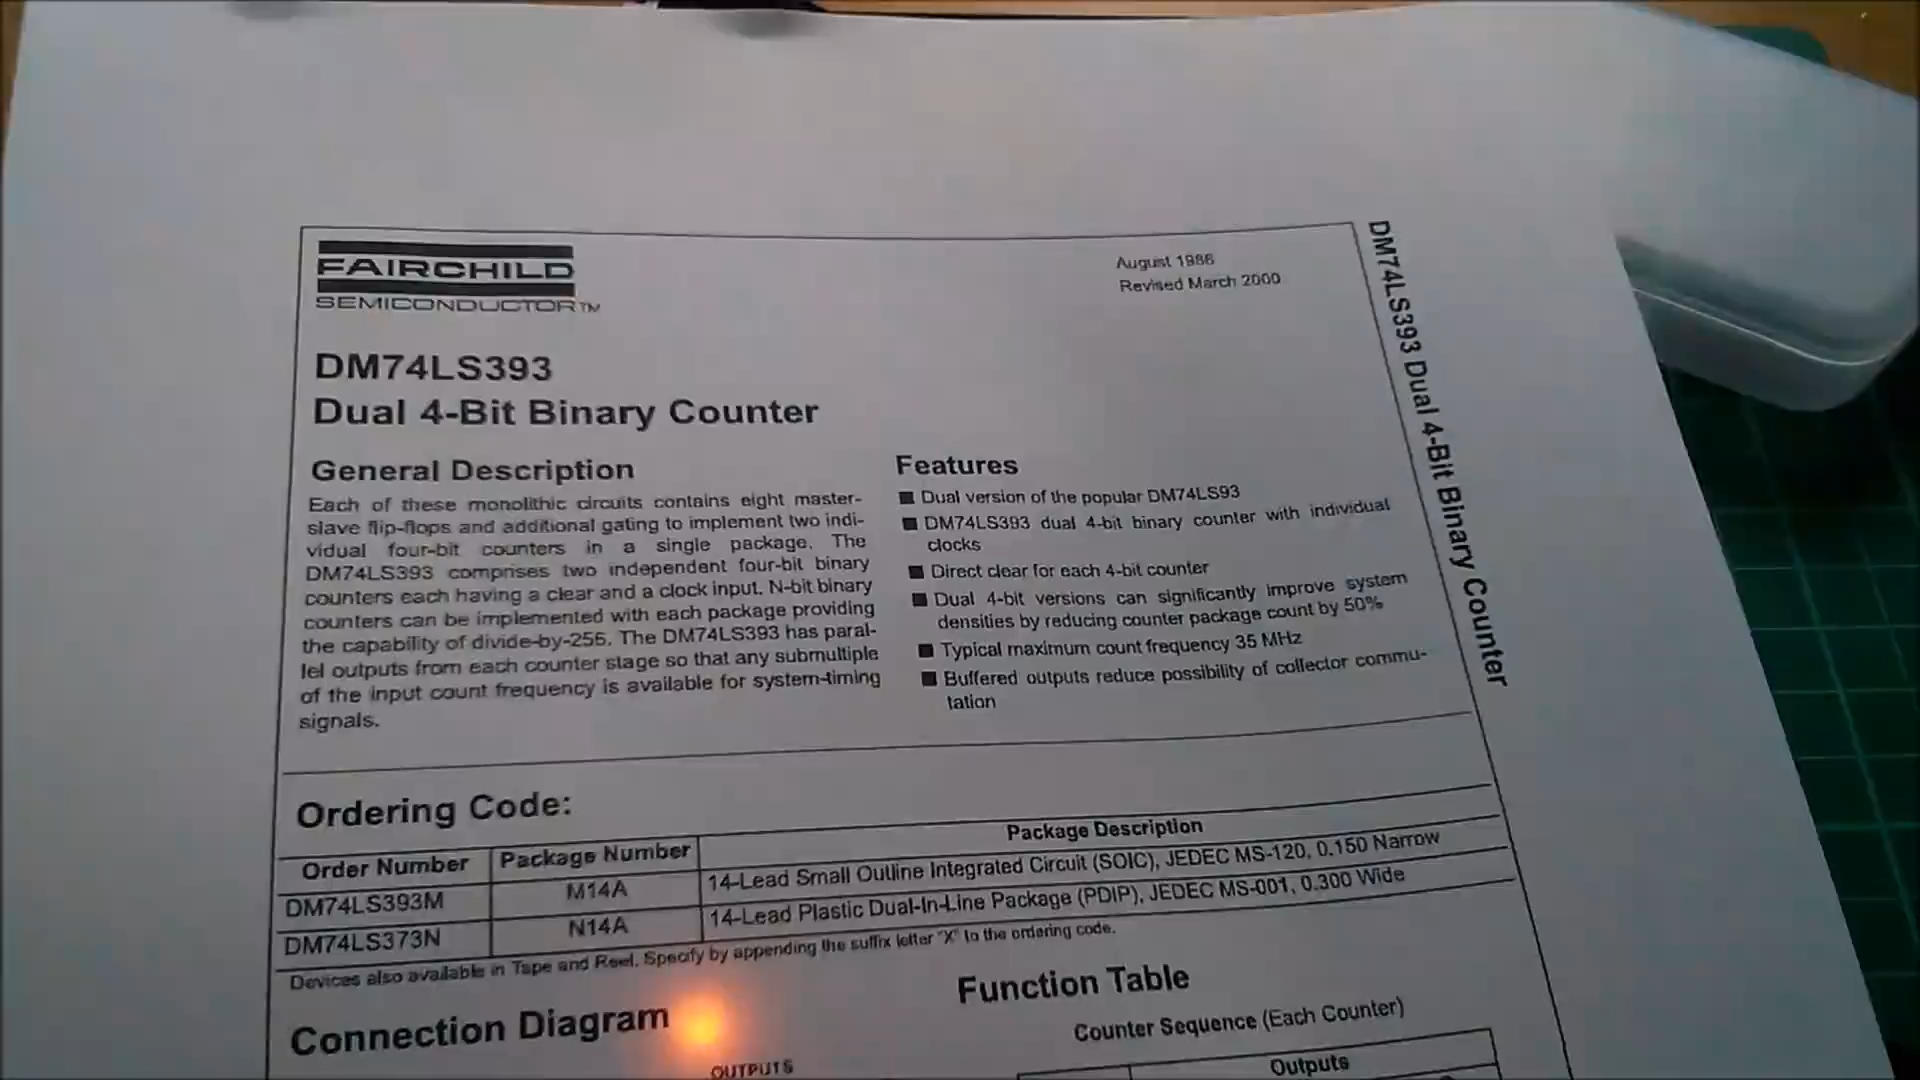 FAIRCHILD
SEMICONDUCTOR™
August 1986
Revised March 2000
DM74LS393
Dual 4-Bit Binary Counter
General Description
Each of these monolithic circuits contains eight master-
slave flip-flops and additional gating to implement two indi-
vidual four-bit counters in a single package. The
DM74LS393 comprises two independent four-bit binary
counters each having a clear and a clock input. N-bit binary
counters can be implemented with each package providing
the capability of divide-by-256. The DM74LS393 has paral-
lel outputs from each counter stage so that any submultiple
of the input count frequency is available for system-timing
signals.
Features
■ Dual version of the popular DM74LS93
■ DM74LS393 dual 4-bit binary counter with individual
clocks
■ Direct clear for each 4-bit counter
■ Dual 4-bit versions can significantly improve system
densities by reducing counter package count by 50%
■ Typical maximum count frequency 35 MHz
■ Buffered outputs reduce possibility of collector commu-
tation
DM74LS393 Dual 4-Bit Binary Counter
Ordering Code:
Order Number Package Number Package Description
DM74LS393M M14A 14-Lead Small Outline Integrated Circuit (SOIC), JEDEC MS-120, 0.150 Narrow
DM74LS373N N14A 14-Lead Plastic Dual-In-Line Package (PDIP), JEDEC MS-001, 0.300 Wide
Devices also available in Tape and Reel. Specify by appending the suffix letter "X" to the ordering code.
Connection Diagram
OUTPUTS
Function Table
Counter Sequence (Each Counter)
Outputs